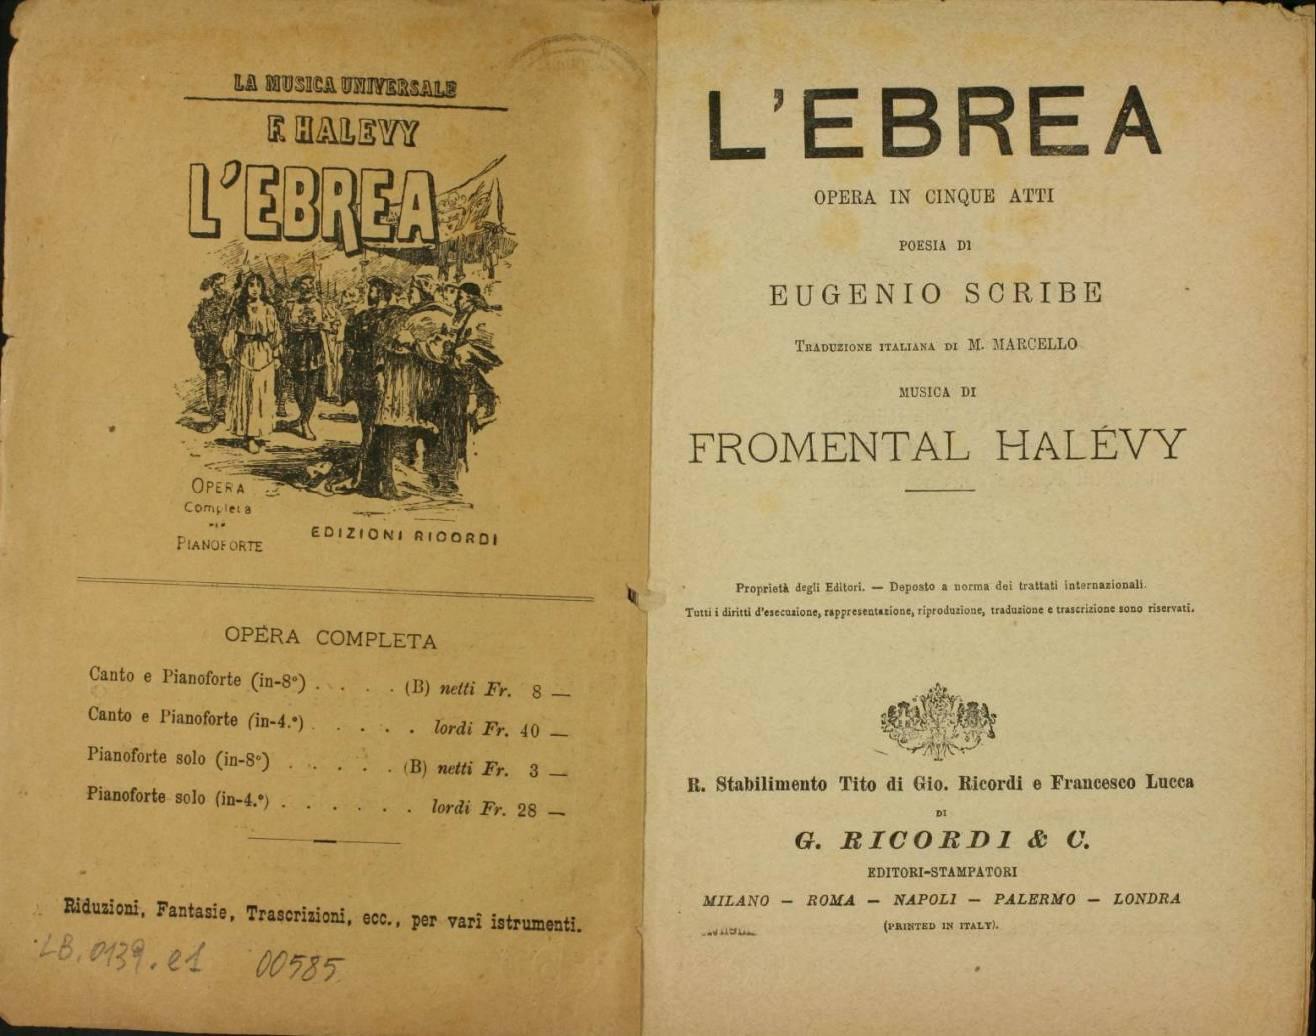 LA MUSICA UNIVERSALE
F. HALEVY
L'EBREA
OPERA
Completa
PIANOFORTE
EDIZIONI RICORDI
OPÉRA COMPLETA
Canto e Pianoforte (in-8º) . . . . . (B) netti Fr. 8 —
Canto e Pianoforte (in-4.º) . . . . . . lordi Fr. 40 —
Pianoforte solo (in-8º) . . . . . (B) netti Fr. 3 —
Pianoforte solo (in-4.º) . . . . . . lordi Fr. 28 —
Riduzioni, Fantasie, Trascrizioni, ecc., per varî istrumenti.
LB.0139.e1 00585
L'EBREA
OPERA IN CINQUE ATTI
POESIA DI
EUGENIO SCRIBE
TRADUZIONE ITALIANA DI M. MARCELLO
MUSICA DI
FROMENTAL HALÉVY
Proprietà degli Editori. — Deposto a norma dei trattati internazionali.
Tutti i diritti d'esecuzione, rappresentazione, riproduzione, traduzione e trascrizione sono riservati.
R. Stabilimento Tito di Gio. Ricordi e Francesco Lucca
DI
G. RICORDI & C.
EDITORI-STAMPATORI
MILANO — ROMA — NAPOLI — PALERMO — LONDRA
(PRINTED IN ITALY).